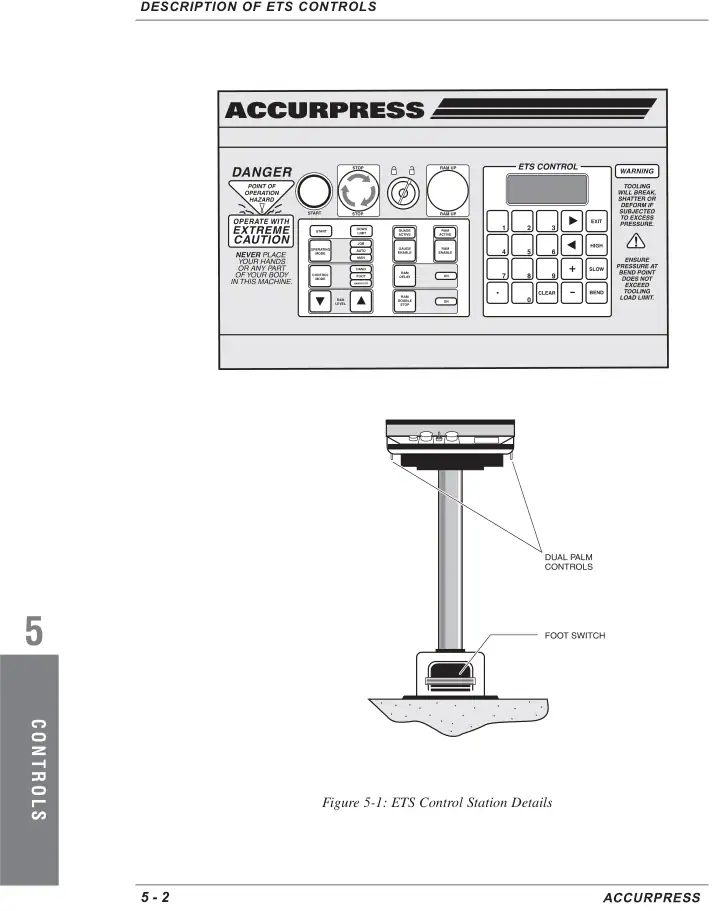 DESCRIPTION OF ETS CONTROLS
ACCURPRESS
DANGER
POINT OF
OPERATION
HAZARD
OPERATE WITH
EXTREME
CAUTION
NEVER PLACE
YOUR HANDS
OR ANY PART
OF YOUR BODY
IN THIS MACHINE.
START
STOP
STOP
RAM UP
RAM UP
START
DOWN
LIMIT
OPERATING
MODE
JOB
AUTO
MAN
CONTROL
MODE
HAND
FOOT
RAM
LEVEL
GUAGE
ACTIVE
RAM
ACTIVE
GAUGE
ENABLE
RAM
ENABLE
RAM
DELAY
ON
RAM
DOUBLE
STOP
ON
ETS CONTROL
1
2
3
EXIT
4
5
6
HIGH
7
8
9
+
SLOW
.
0
CLEAR
–
BEND
WARNING
TOOLING
WILL BREAK,
SHATTER OR
DEFORM IF
SUBJECTED
TO EXCESS
PRESSURE.
!
ENSURE
PRESSURE AT
BEND POINT
DOES NOT
EXCEED
TOOLING
LOAD LIMIT.
DUAL PALM
CONTROLS
FOOT SWITCH
5
CONTROLS
Figure 5-1: ETS Control Station Details
5 - 2
ACCURPRESS